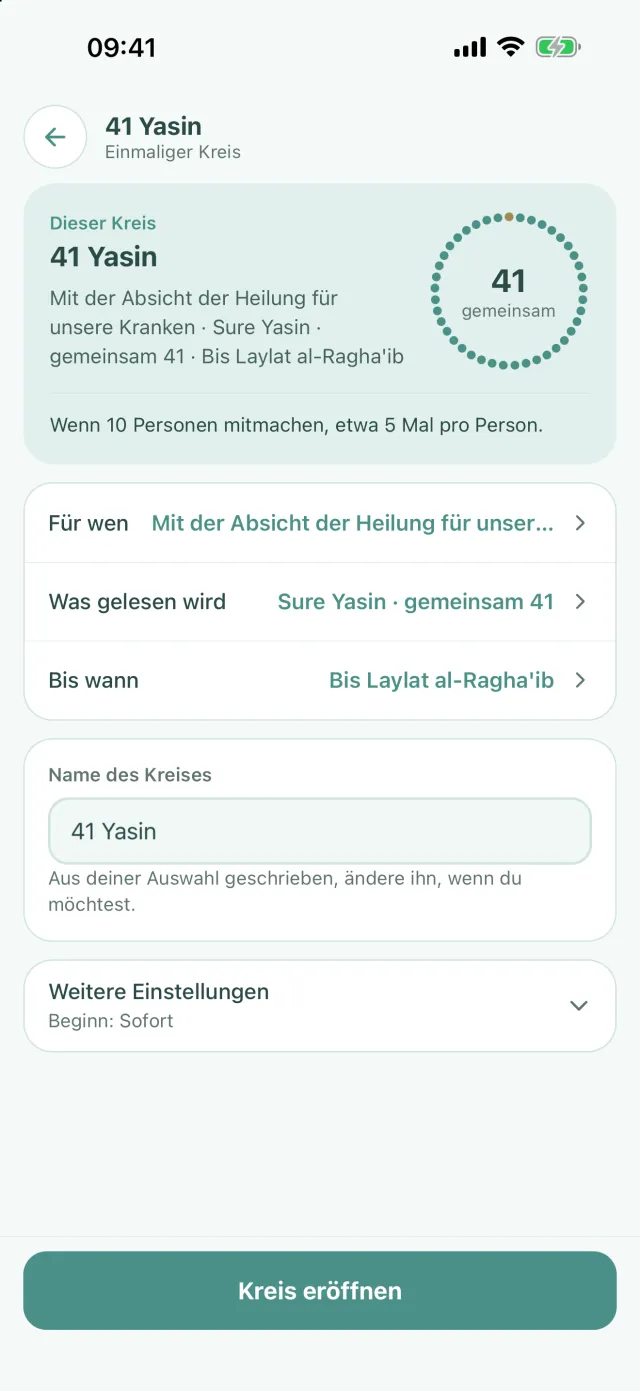 09:41
41 Yasin
Einmaliger Kreis
Dieser Kreis
41 Yasin
Mit der Absicht der Heilung für
unsere Kranken · Sure Yasin ·
gemeinsam 41 · Bis Laylat al-Ragha'ib
41
gemeinsam
Wenn 10 Personen mitmachen, etwa 5 Mal pro Person.
Für wen Mit der Absicht der Heilung für unser...
Was gelesen wird Sure Yasin · gemeinsam 41
Bis wann Bis Laylat al-Ragha'ib
Name des Kreises
41 Yasin
Aus deiner Auswahl geschrieben, ändere ihn, wenn du
möchtest.
Weitere Einstellungen
Beginn: Sofort
Kreis eröffnen